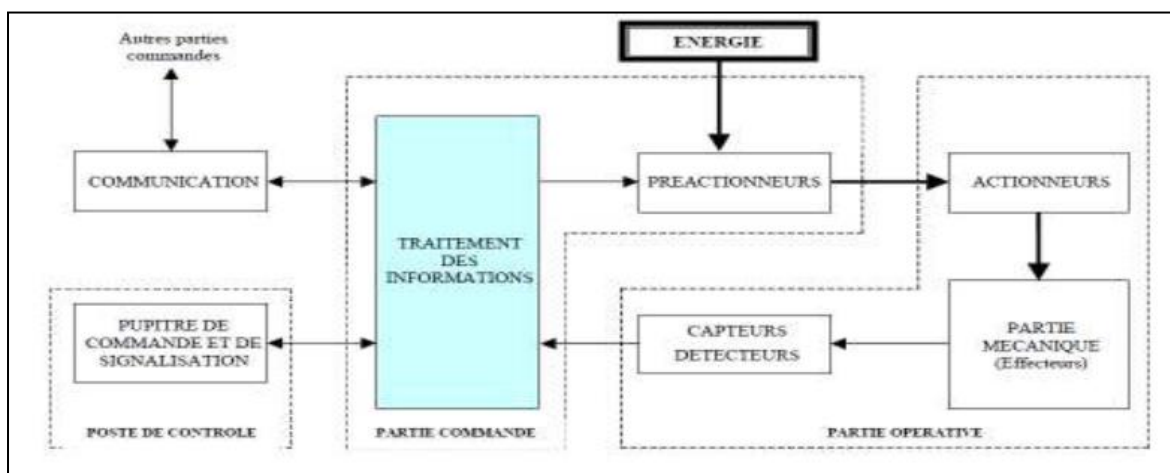 Autres parties
commandes
ENERGIE
COMMUNICATION
PREACTIONNEURS
ACTIONNEURS
TRAITEMENT
DES
INFORMATIONS
PUPITRE DE
COMMANDE ET DE
SIGNALISATION
CAPTEURS
DETECTEURS
PARTIE
MECANIQUE
(Effecteurs)
POSTE DE CONTROLE
PARTIE COMMANDE
PARTIE OPERATIVE